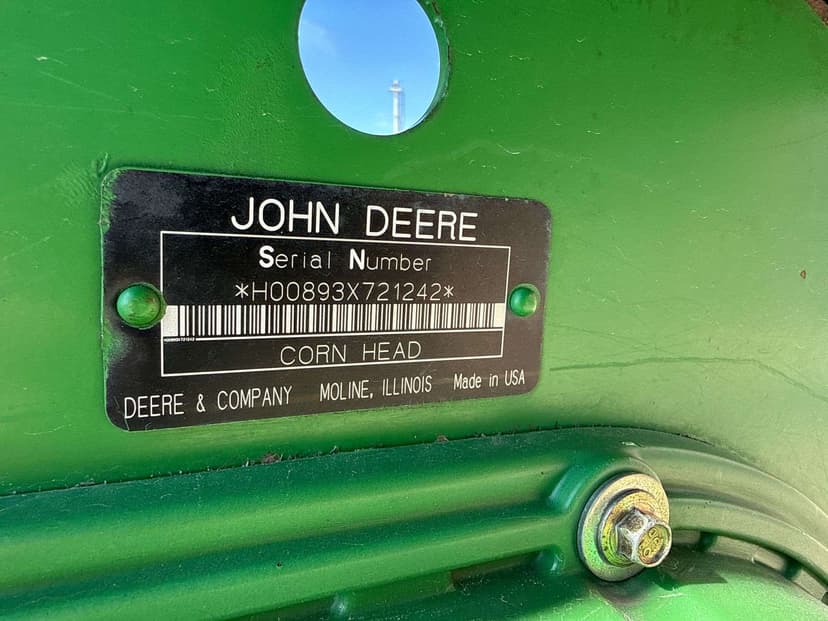 JOHN DEERE
Serial Number
*H00893X721242*
CORN HEAD
DEERE & COMPANY MOLINE, ILLINOIS Made in USA